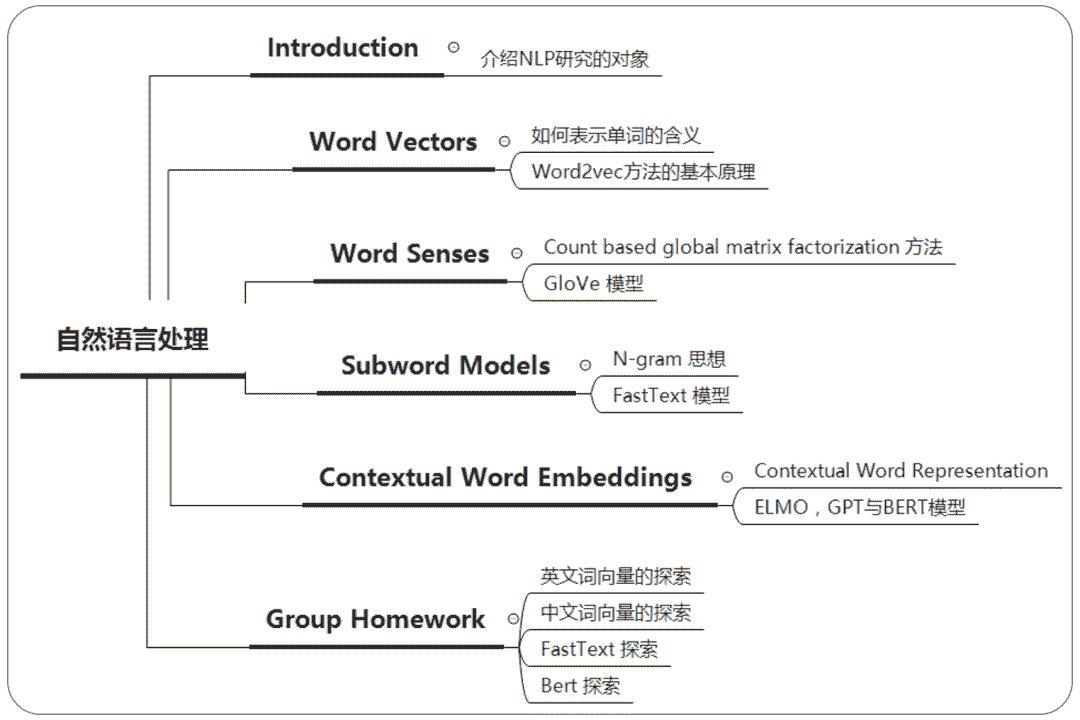 Introduction
介绍NLP研究的对象
Word Vectors
如何表示单词的含义
Word2vec方法的基本原理
Word Senses
Count based global matrix factorization 方法
GloVe 模型
自然语言处理
Subword Models
N-gram 思想
FastText 模型
Contextual Word Embeddings
Contextual Word Representation
ELMO，GPT与BERT模型
Group Homework
英文词向量的探索
中文词向量的探索
FastText 探索
Bert 探索